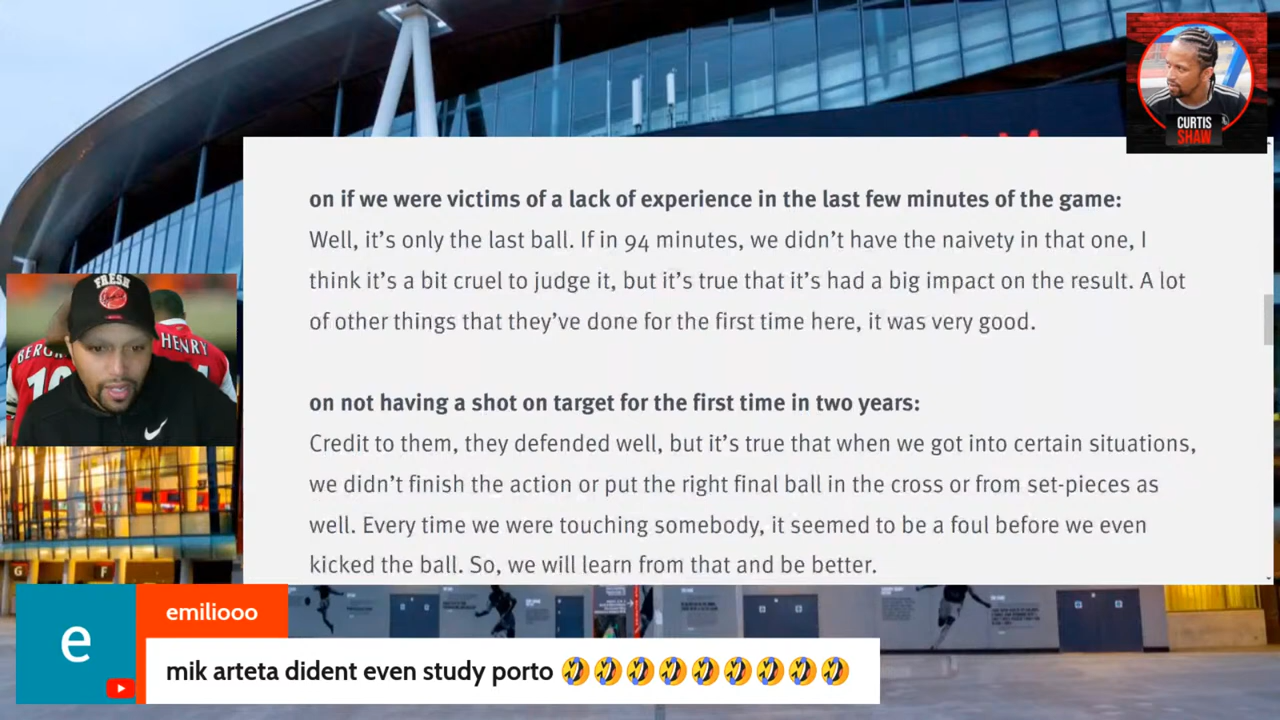 CURTIS
SHAW
on if we were victims of a lack of experience in the last few minutes of the game:
Well, it's only the last ball. If in 94 minutes, we didn't have the naivety in that one, I
think it's a bit cruel to judge it, but it's true that it's had a big impact on the result. A lot
of other things that they've done for the first time here, it was very good.
FRESH
HENRY
10
on not having a shot on target for the first time in two years:
Credit to them, they defended well, but it's true that when we got into certain situations,
we didn't finish the action or put the right final ball in the cross or from set-pieces as
well. Every time we were touching somebody, it seemed to be a foul before we even
kicked the ball. So, we will learn from that and be better.
G
F
e
emiliooo
mik arteta dident even study porto 🤣🤣🤣🤣🤣🤣🤣🤣🤣